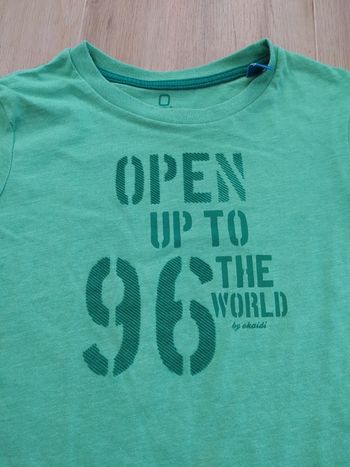 O.
OPEN
UP TO
96 THE
WORLD
by okaidi